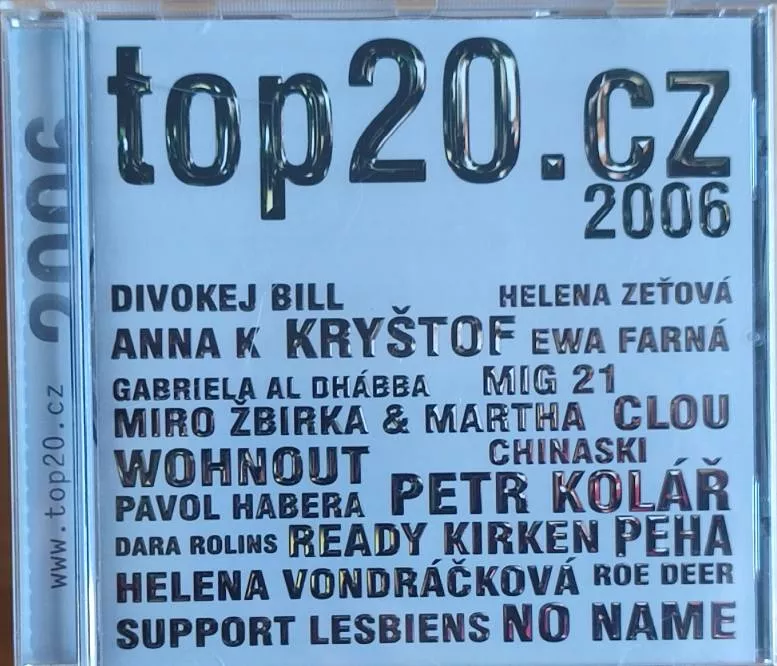 top20.cz
2006
DIVOKEJ BILL HELENA ZEŤOVÁ
ANNA K KRYŠTOF EWA FARNÁ
GABRIELA AL DHÁBBA MIG 21
MIRO ŽBIRKA & MARTHA CLOU
WOHNOUT CHINASKI
PAVOL HABERA PETR KOLÁŘ
DARA ROLINS READY KIRKEN PEHA
HELENA VONDRÁČKOVÁ ROE DEER
SUPPORT LESBIENS NO NAME
www.top20.cz 2006